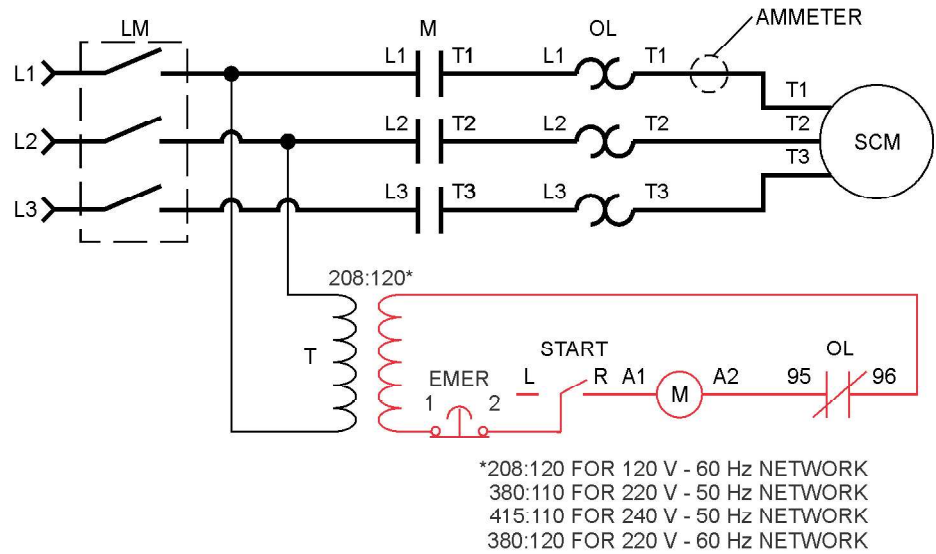 AMMETER
LM M OL
L1 L1 T1 L1 T1 T1
L2 L2 T2 L2 T2 T2
SCM
T3
L3 L3 T3 L3 T3
208:120*
T
START OL
EMER L R A1 M A2 95 96
1 2
*208:120 FOR 120 V - 60 Hz NETWORK
380:110 FOR 220 V - 50 Hz NETWORK
415:110 FOR 240 V - 50 Hz NETWORK
380:120 FOR 220 V - 60 Hz NETWORK